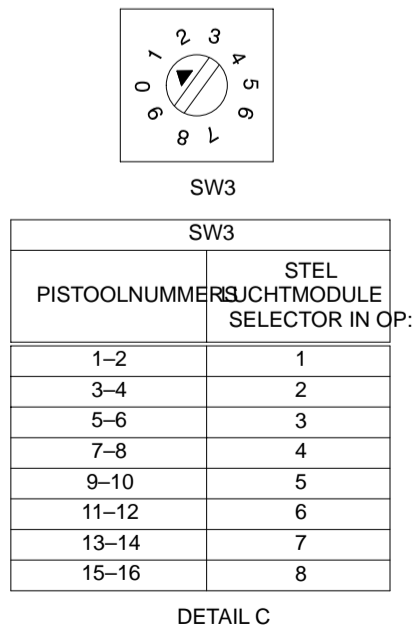 2 3
1 4
0 5
9 6
8 7
SW3
SW3
PISTOOLNUMMERS
STEL
LUCHTMODULE
SELECTOR IN OP:
1–2 1
3–4 2
5–6 3
7–8 4
9–10 5
11–12 6
13–14 7
15–16 8
DETAIL C